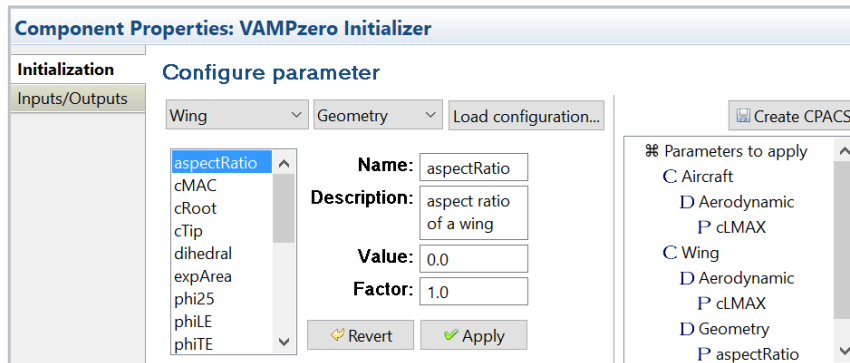 Component Properties: VAMPzero Initializer
Initialization
Inputs/Outputs
Configure parameter
Wing
Geometry
Load configuration...
Create CPACS
aspectRatio
cMAC
cRoot
cTip
dihedral
expArea
phi25
phiLE
phiTE
Name: aspectRatio
Description: aspect ratio
of a wing
Value: 0.0
Factor: 1.0
Revert
Apply
⌘ Parameters to apply
C Aircraft
D Aerodynamic
P cLMAX
C Wing
D Aerodynamic
P cLMAX
D Geometry
P aspectRatio